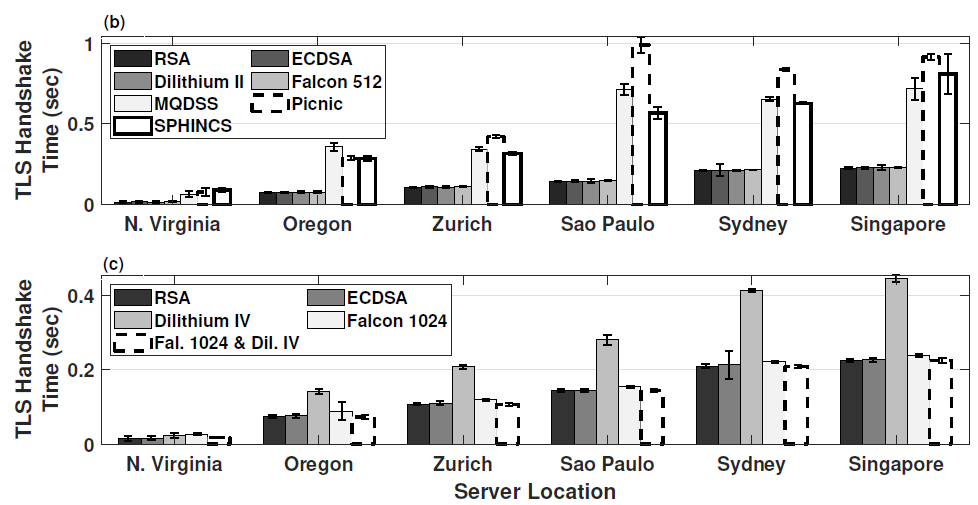 (b)
TLS Handshake
Time (sec)
1
0.5
0
RSA ECDSA
Dilithium II Falcon 512
MQDSS Picnic
SPHINCS
N. Virginia Oregon Zurich Sao Paulo Sydney Singapore
(c)
TLS Handshake
Time (sec)
0.4
0.2
0
RSA ECDSA
Dilithium IV Falcon 1024
Fal. 1024 & Dil. IV
N. Virginia Oregon Zurich Sao Paulo Sydney Singapore
Server Location